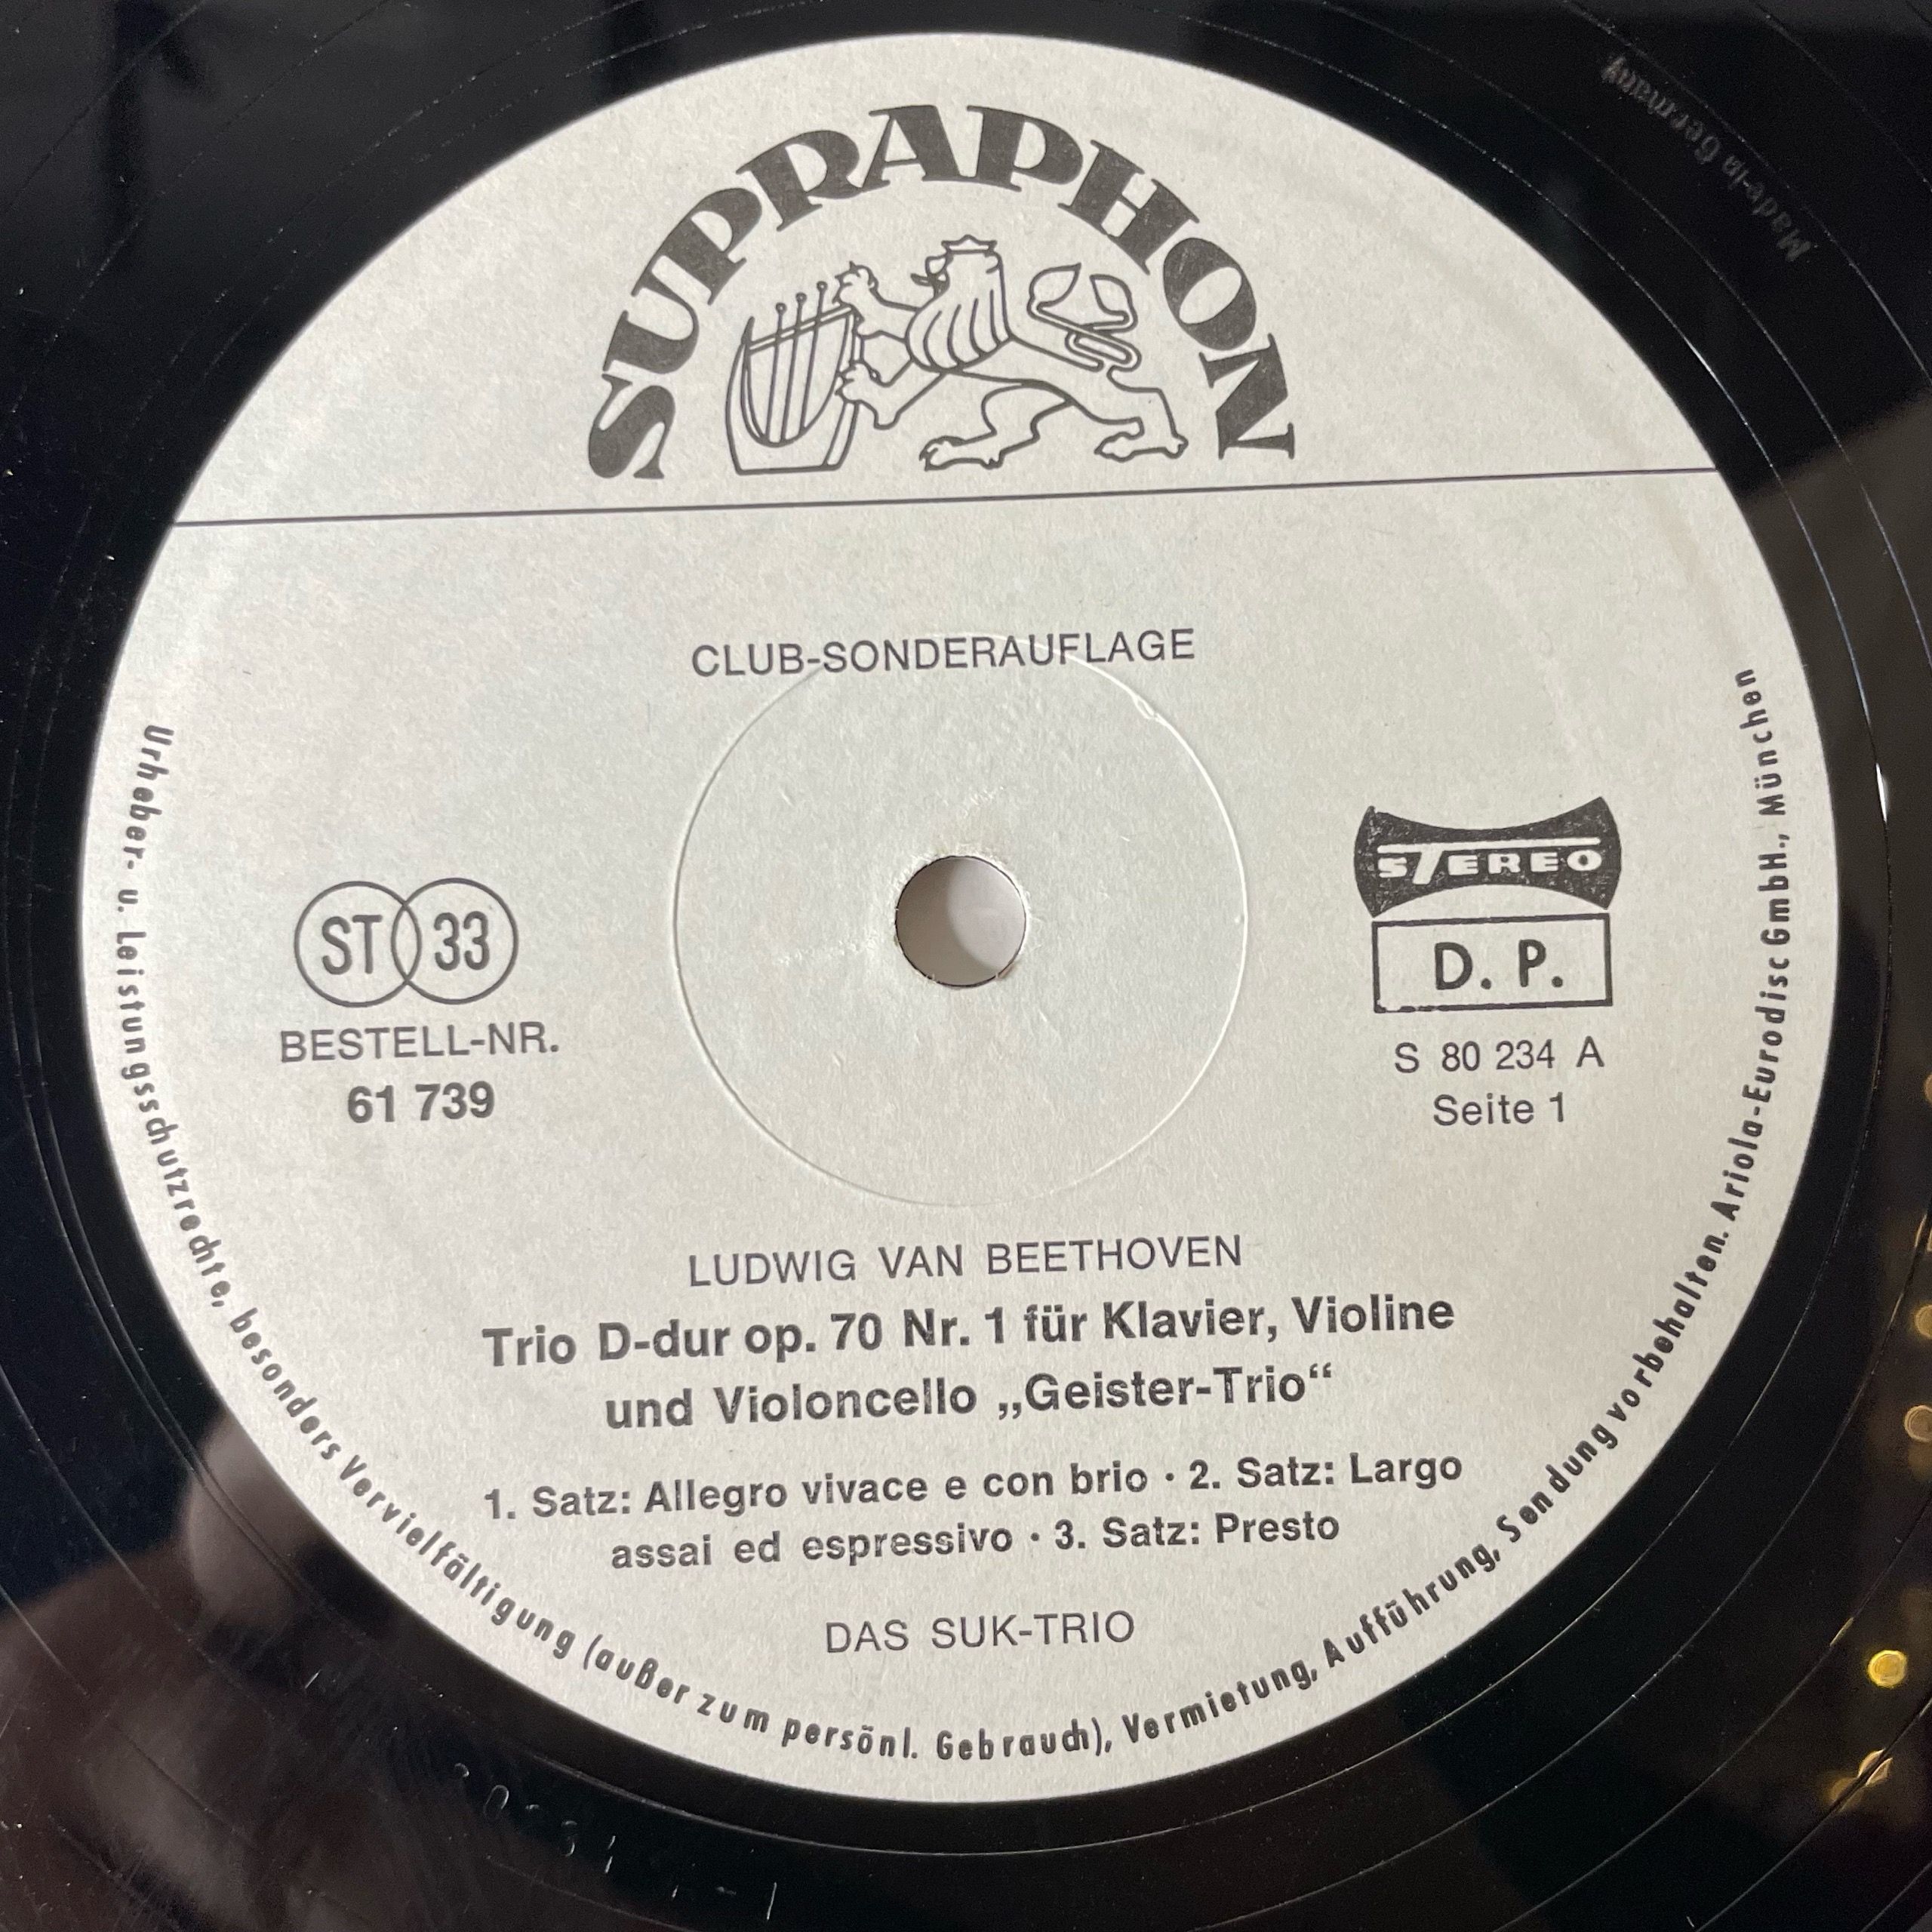 SUPRAPHON
CLUB-SONDERAUFLAGE
ST 33
BESTELL-NR.
61 739
STEREO
D. P.
S 80 234 A
Seite 1
LUDWIG VAN BEETHOVEN
Trio D-dur op. 70 Nr. 1 für Klavier, Violine
und Violoncello „Geister-Trio“
1. Satz: Allegro vivace e con brio · 2. Satz: Largo
assai ed espressivo · 3. Satz: Presto
DAS SUK-TRIO
Urheber- u. Leistungsschutzrechte, besonders Vervielfältigung (außer zum persönl. Gebrauch), Vermietung, Aufführung, Sendung vorbehalten. Ariola-Eurodisc GmbH., München
Made in Germany